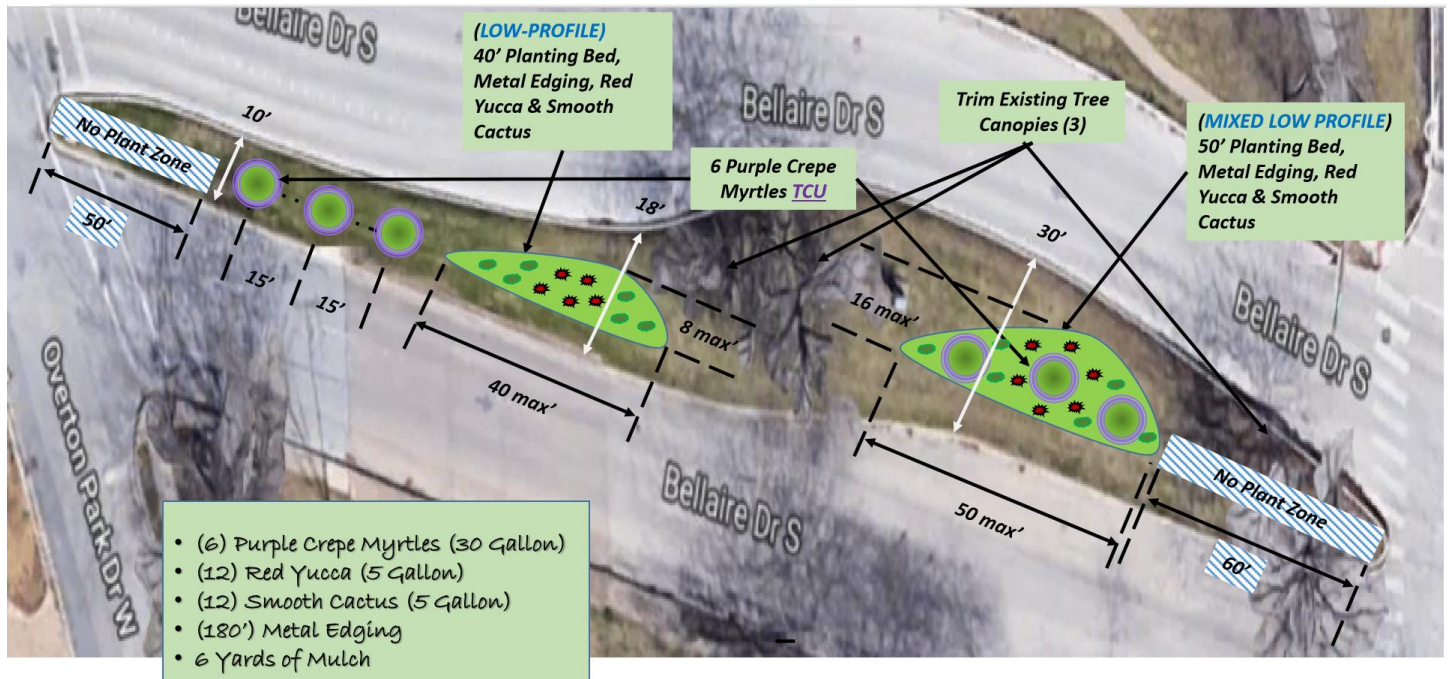 Bellaire Dr S
(LOW-PROFILE)
40' Planting Bed,
Metal Edging, Red
Yucca & Smooth
Cactus
Bellaire Dr S
Trim Existing Tree
Canopies (3)
(MIXED LOW PROFILE)
50' Planting Bed,
Metal Edging, Red
Yucca & Smooth
Cactus
No Plant Zone
10'
6 Purple Crepe
Myrtles TCU
50'
15'
15'
18'
30'
8 max'
16 max'
40 max'
Bellaire Dr S
Overton Park Dr W
Bellaire Dr S
50 max'
No Plant Zone
60'
• (6) Purple Crepe Myrtles (30 Gallon)
• (12) Red Yucca (5 Gallon)
• (12) Smooth Cactus (5 Gallon)
• (180') Metal Edging
• 6 Yards of Mulch